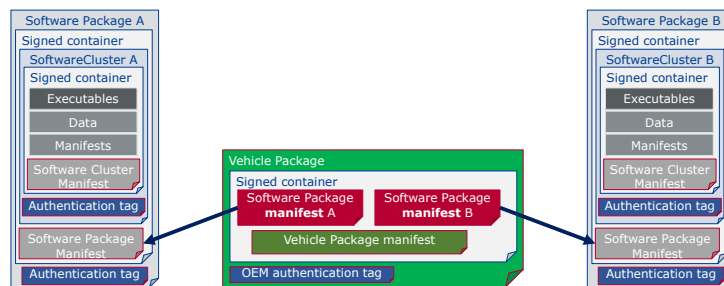 Software Package A
Signed container
SoftwareCluster A
Signed container
Executables
Data
Manifests
Software Cluster
Manifest
Authentication tag
Software Package
Manifest
Authentication tag
Vehicle Package
Signed container
Software Package
manifest A
Software Package
manifest B
Vehicle Package manifest
OEM authentication tag
Software Package B
Signed container
SoftwareCluster B
Signed container
Executables
Data
Manifests
Software Cluster
Manifest
Authentication tag
Software Package
Manifest
Authentication tag